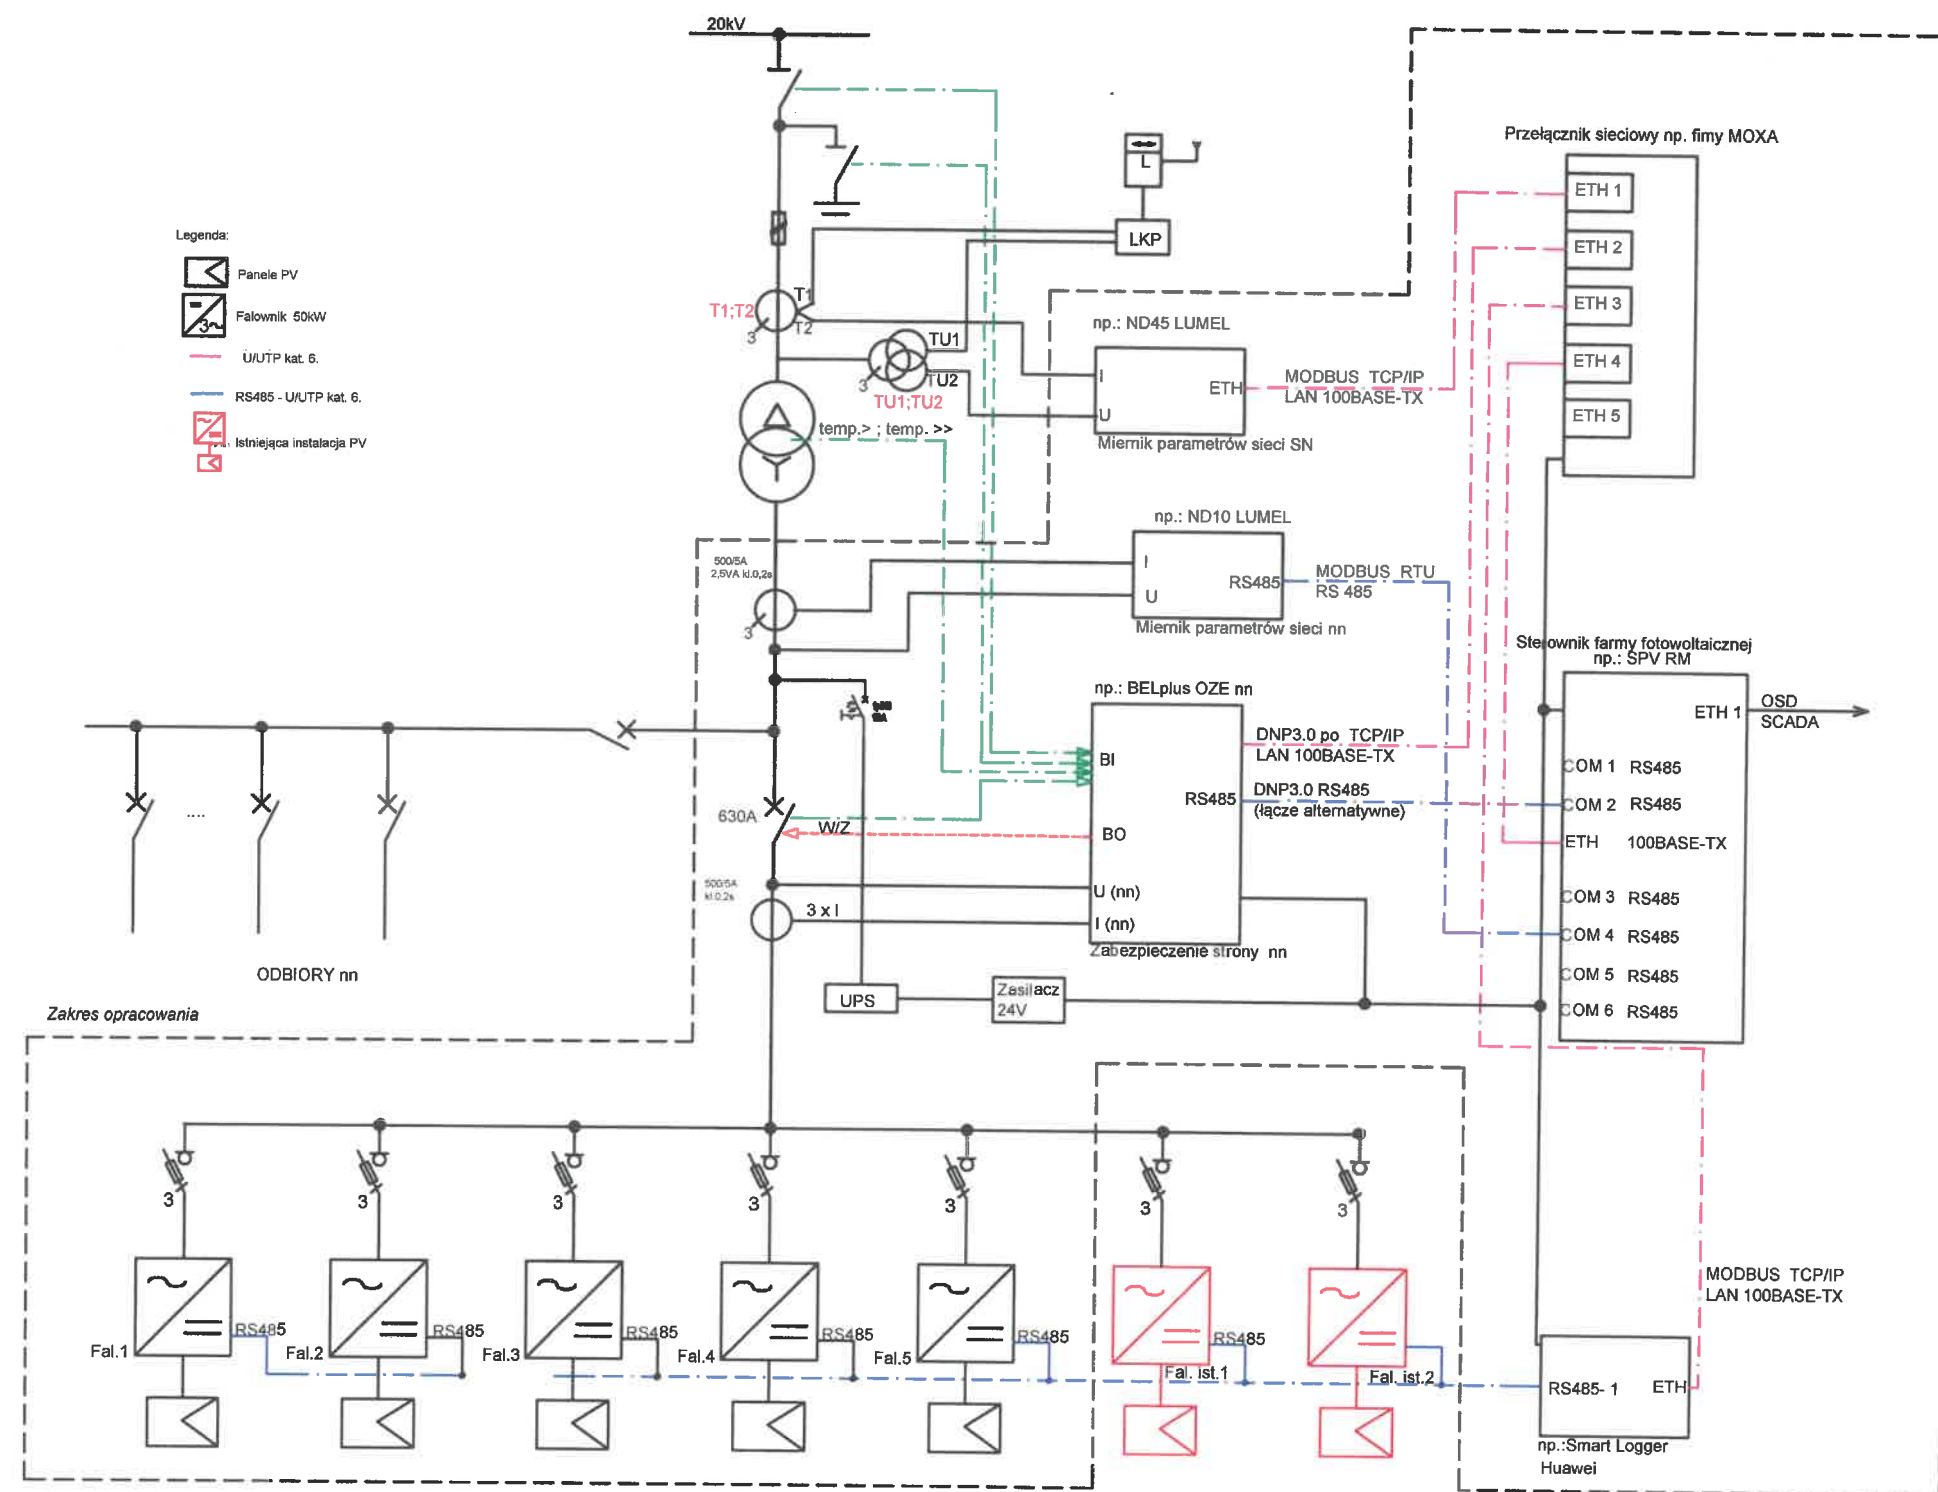 20kV
Przełącznik sieciowy np. fimy MOXA
ETH 1
ETH 2
ETH 3
ETH 4
ETH 5
L
LKP
Legenda:
Panele PV
Falownik 50kW
3
U/UTP kat. 6.
RS485 - U/UTP kat. 6.
Istniejąca instalacja PV
T1;T2
T1
T2
3
TU1
TU2
3
TU1;TU2
temp.> ; temp. >>
np.: ND45 LUMEL
I
U
ETH
MODBUS TCP/IP
LAN 100BASE-TX
Miernik parametrów sieci SN
np.: ND10 LUMEL
I
U
RS485
MODBUS RTU
RS 485
Miernik parametrów sieci nn
500/5A
2,5VA kl.0,2s
3
Sterownik farmy fotowoltaicznej
np.: SPV RM
ETH 1
OSD
SCADA
COM 1 RS485
COM 2 RS485
ETH 100BASE-TX
COM 3 RS485
COM 4 RS485
COM 5 RS485
COM 6 RS485
np.: BELplus OZE nn
BI
RS485
BO
U (nn)
I (nn)
DNP3.0 po TCP/IP
LAN 100BASE-TX
DNP3.0 RS485
(łącze alternatywne)
Zabezpieczenie strony nn
630A
W/Z
500/5A
kl.0,2s
3 x I
....
ODBIORY nn
UPS
Zasilacz
24V
Zakres opracowania
3
3
3
3
3
3
3
RS485
RS485
RS485
RS485
RS485
RS485
Fal.1
Fal.2
Fal.3
Fal.4
Fal.5
Fal. ist.1
Fal. ist.2
MODBUS TCP/IP
LAN 100BASE-TX
RS485- 1
ETH
np.:Smart Logger
Huawei